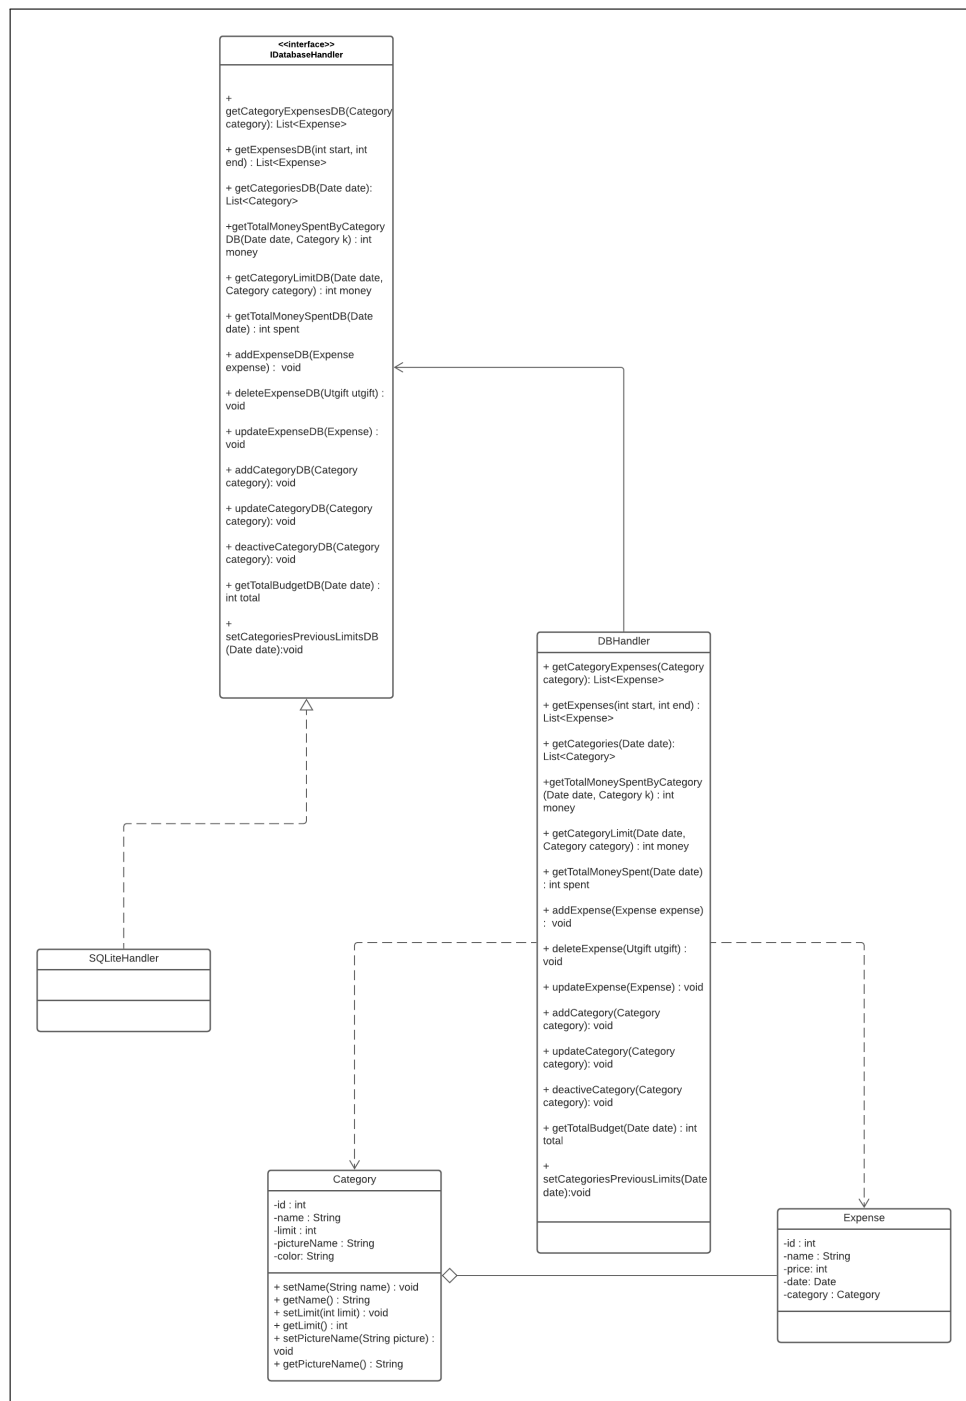 <<interface>>
IDatabaseHandler
+
getCategoryExpensesDB(Category
category): List<Expense>
+ getExpensesDB(int start, int
end) : List<Expense>
+ getCategoriesDB(Date date):
List<Category>
+getTotalMoneySpentByCategory
DB(Date date, Category k) : int
money
+ getCategoryLimitDB(Date date,
Category category) : int money
+ getTotalMoneySpentDB(Date
date) : int spent
+ addExpenseDB(Expense
expense) :  void
+ deleteExpenseDB(Utgift utgift) :
void
+ updateExpenseDB(Expense) :
void
+ addCategoryDB(Category
category): void
+ updateCategoryDB(Category
category): void
+ deactiveCategoryDB(Category
category): void
+ getTotalBudgetDB(Date date) :
int total
+
setCategoriesPreviousLimitsDB
(Date date):void
DBHandler
+ getCategoryExpenses(Category
category): List<Expense>
+ getExpenses(int start, int end) :
List<Expense>
+ getCategories(Date date):
List<Category>
+getTotalMoneySpentByCategory
(Date date, Category k) : int
money
+ getCategoryLimit(Date date,
Category category) : int money
+ getTotalMoneySpent(Date date)
: int spent
+ addExpense(Expense expense)
:  void
+ deleteExpense(Utgift utgift) :
void
+ updateExpense(Expense) : void
+ addCategory(Category
category): void
+ updateCategory(Category
category): void
+ deactiveCategory(Category
category): void
+ getTotalBudget(Date date) : int
total
+
setCategoriesPreviousLimits(Date
date):void
SQLiteHandler
Category
-id : int
-name : String
-limit : int
-pictureName : String
-color: String
+ setName(String name) : void
+ getName() : String
+ setLimit(int limit) : void
+ getLimit() : int
+ setPictureName(String picture) :
void
+ getPictureName() : String
Expense
-id : int
-name : String
-price: int
-date: Date
-category : Category